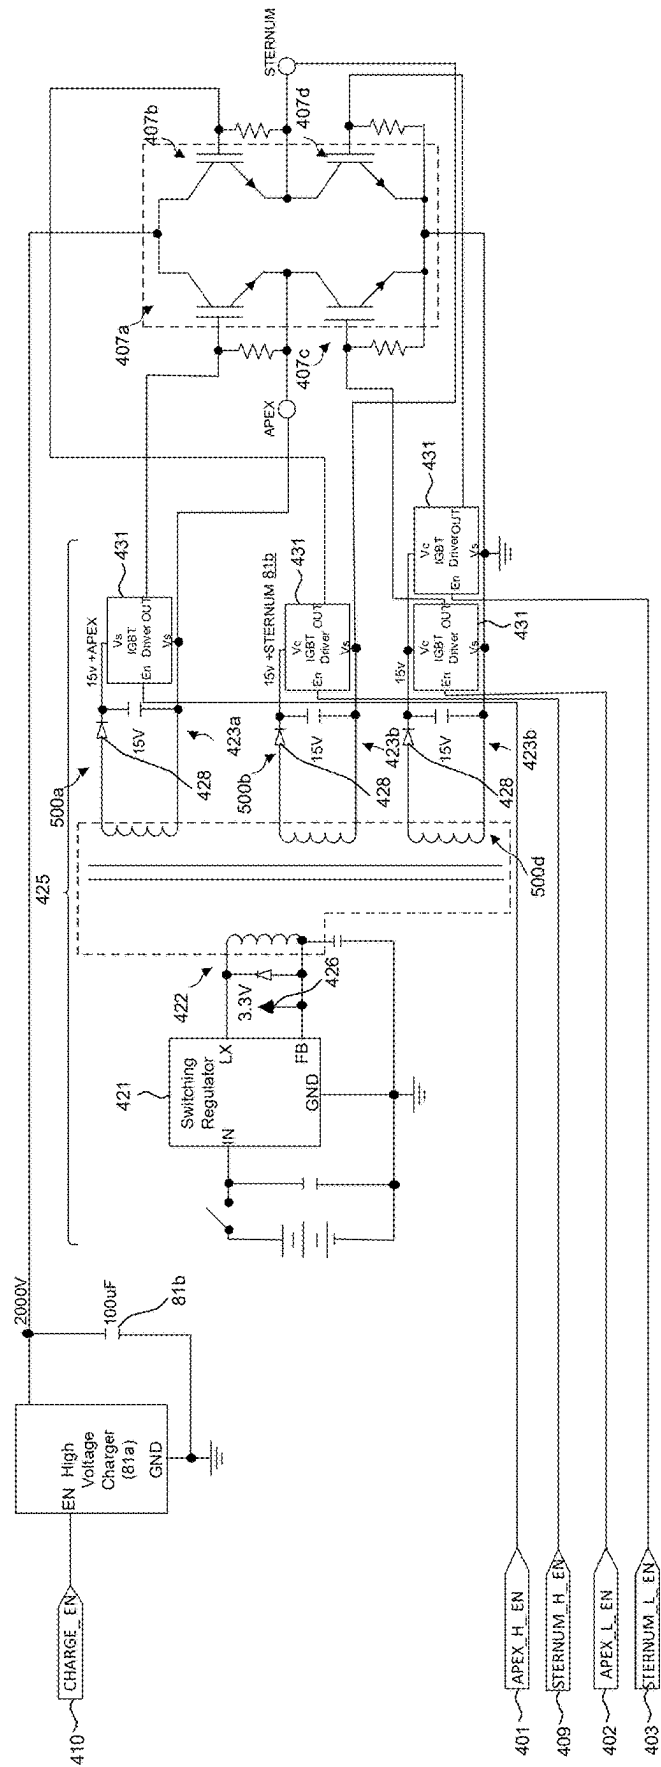 410
CHARGE_EN
EN High
Voltage
Charger
(81a)
GND
2000V
100uF
81b
425
421
Switching
Regulator
IN
LX
FB
GND
422
3.3V
426
500a
15V
428
423a
15v +APEX
431
Vs
IGBT
En Driver OUT
Vs
500b
15V
428
423b
15v +STERNUM 81b
431
Vc
IGBT
En Driver OUT
Vs
500d
15V
428
423b
15v
Vc
IGBT
En Driver
Vs
431
431
Vc
IGBT
En Driver OUT
Vs
APEX
STERNUM
407a
407b
407c
407d
401
APEX_H_EN
409
STERNUM_H_EN
402
APEX_L_EN
403
STERNUM_L_EN